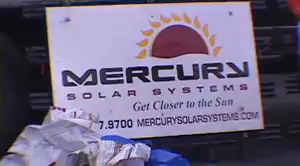 MERCURY
SOLAR SYSTEMS
Get Closer to the Sun
7.9700 MERCURYSOLARSYSTEMS.COM